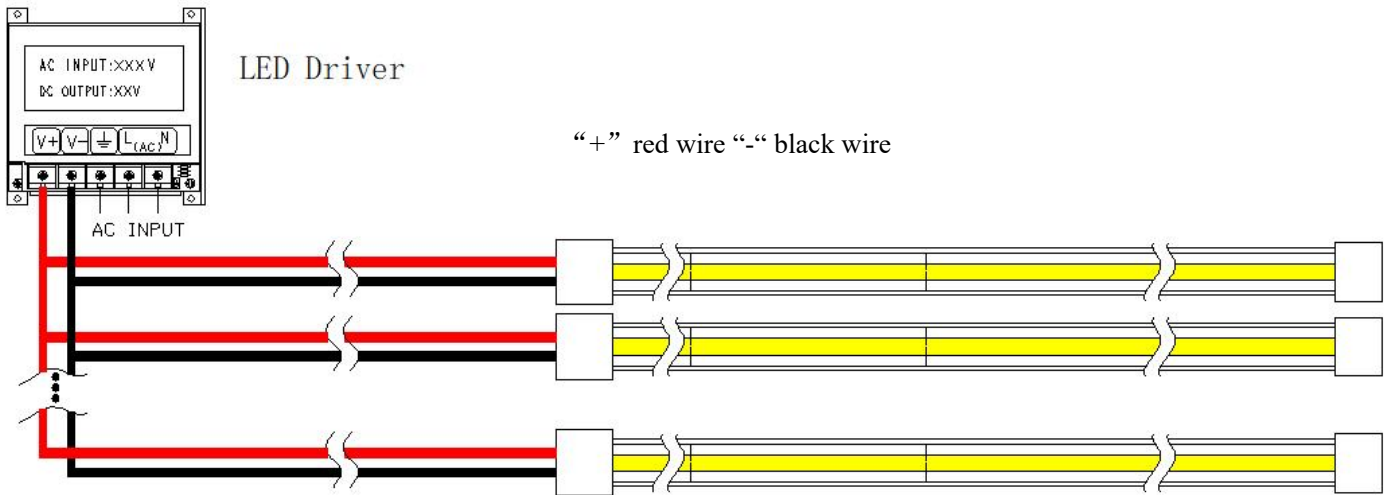 AC INPUT:XXXV
DC OUTPUT:XXV
LED Driver
V+ V- L(AC)N
“+” red wire “-“ black wire
AC INPUT